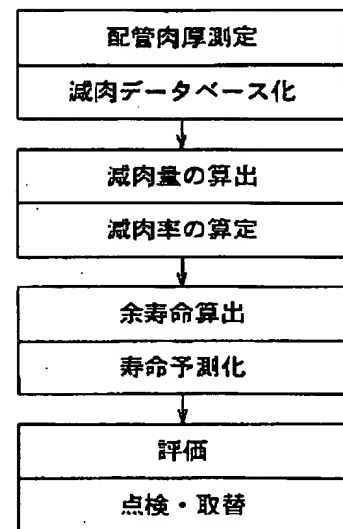 配管肉厚測定
減肉データベース化
減肉量の算出
減肉率の算定
余寿命算出
寿命予測化
評価
点検・取替